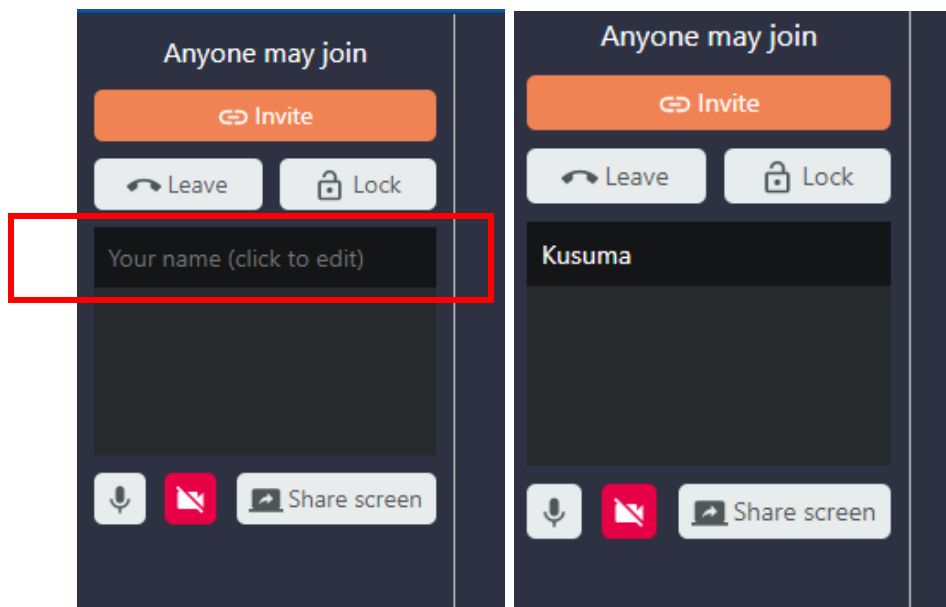 Anyone may join
Invite
Leave
Lock
Your name (click to edit)
Share screen
Anyone may join
Invite
Leave
Lock
Kusuma
Share screen